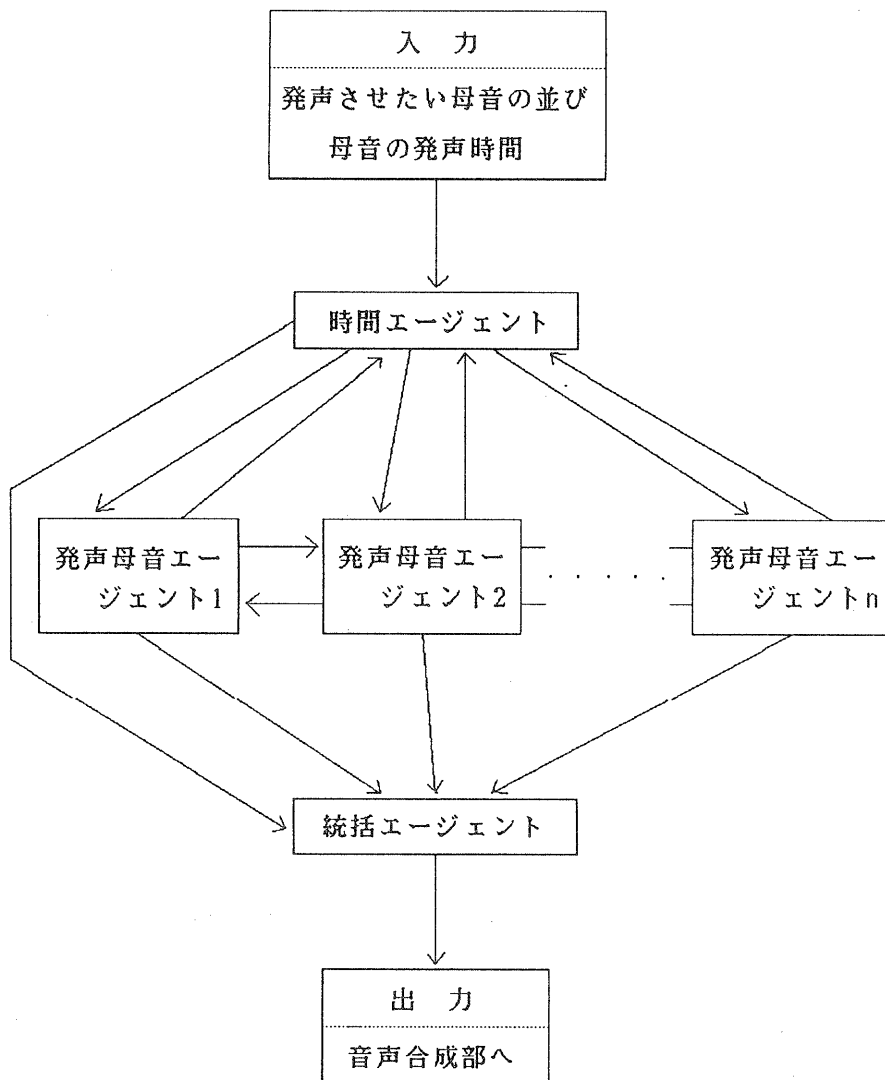 入 力
発声させたい母音の並び
母音の発声時間
時間エージェント
発声母音エー
ジェント1
発声母音エー
ジェント2
. . . . .
発声母音エー
ジェントn
統括エージェント
出 力
音声合成部へ